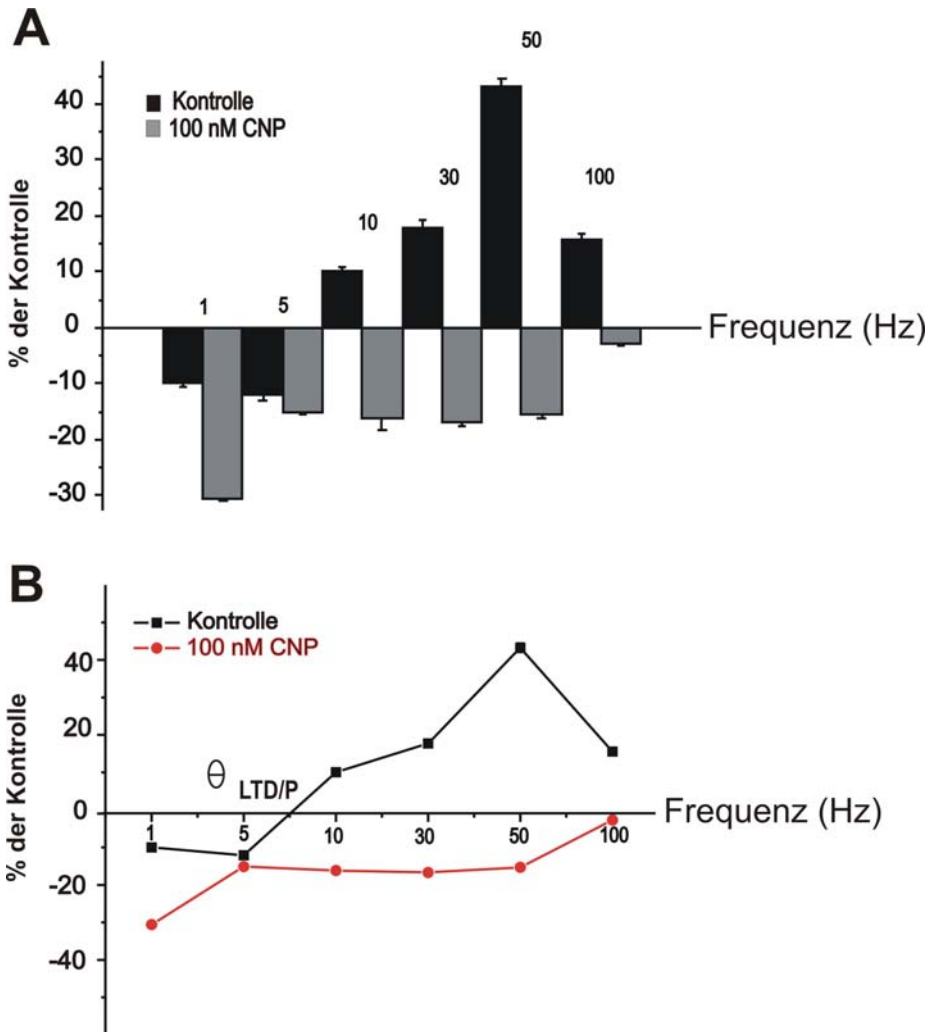 A
% der Kontrolle
40
30
20
10
0
-10
-20
-30
Kontrolle
100 nM CNP
1
5
10
30
50
100
Frequenz (Hz)
B
% der Kontrolle
40
20
0
-20
-40
Kontrolle
100 nM CNP
Θ
LTD/P
1 5 10 30 50 100
Frequenz (Hz)